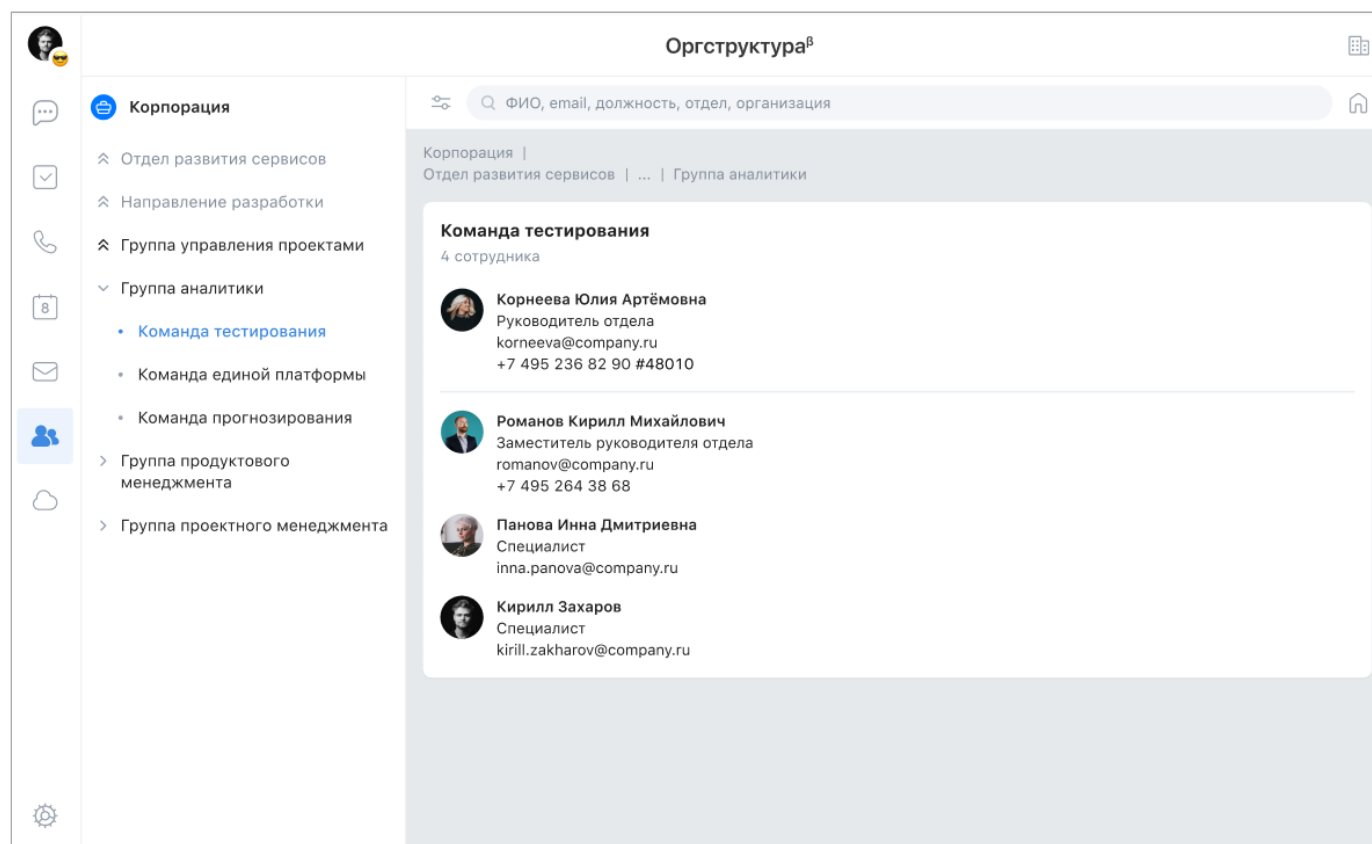 Оргструктураᵝ
Корпорация
Отдел развития сервисов
Направление разработки
Группа управления проектами
Группа аналитики
Команда тестирования
Команда единой платформы
Команда прогнозирования
Группа продуктового
менеджмента
Группа проектного менеджмента
8
ФИО, email, должность, отдел, организация
Корпорация |
Отдел развития сервисов | ... | Группа аналитики
Команда тестирования
4 сотрудника
Корнеева Юлия Артёмовна
Руководитель отдела
korneeva@company.ru
+7 495 236 82 90 #48010
Романов Кирилл Михайлович
Заместитель руководителя отдела
romanov@company.ru
+7 495 264 38 68
Панова Инна Дмитриевна
Специалист
inna.panova@company.ru
Кирилл Захаров
Специалист
kirill.zakharov@company.ru